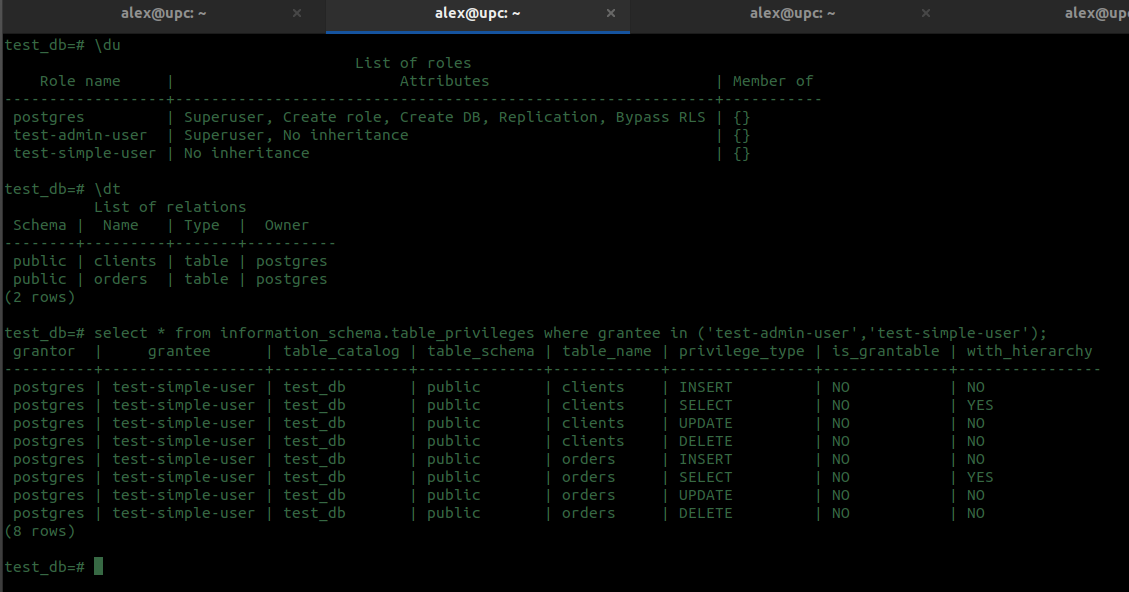 alex@upc: ~ × alex@upc: ~ × alex@upc: ~ × alex@up
test_db=# \du
                                       List of roles
    Role name     |                         Attributes                         | Member of
------------------+------------------------------------------------------------+-----------
 postgres         | Superuser, Create role, Create DB, Replication, Bypass RLS | {}
 test-admin-user  | Superuser, No inheritance                                  | {}
 test-simple-user | No inheritance                                             | {}
test_db=# \dt
          List of relations
 Schema |  Name   | Type  |  Owner
--------+---------+-------+----------
 public | clients | table | postgres
 public | orders  | table | postgres
(2 rows)
test_db=# select * from information_schema.table_privileges where grantee in ('test-admin-user','test-simple-user');
 grantor  |     grantee      | table_catalog | table_schema | table_name | privilege_type | is_grantable | with_hierarchy
----------+------------------+---------------+--------------+------------+----------------+--------------+----------------
 postgres | test-simple-user | test_db       | public       | clients    | INSERT         | NO           | NO
 postgres | test-simple-user | test_db       | public       | clients    | SELECT         | NO           | YES
 postgres | test-simple-user | test_db       | public       | clients    | UPDATE         | NO           | NO
 postgres | test-simple-user | test_db       | public       | clients    | DELETE         | NO           | NO
 postgres | test-simple-user | test_db       | public       | orders     | INSERT         | NO           | NO
 postgres | test-simple-user | test_db       | public       | orders     | SELECT         | NO           | YES
 postgres | test-simple-user | test_db       | public       | orders     | UPDATE         | NO           | NO
 postgres | test-simple-user | test_db       | public       | orders     | DELETE         | NO           | NO
(8 rows)
test_db=#